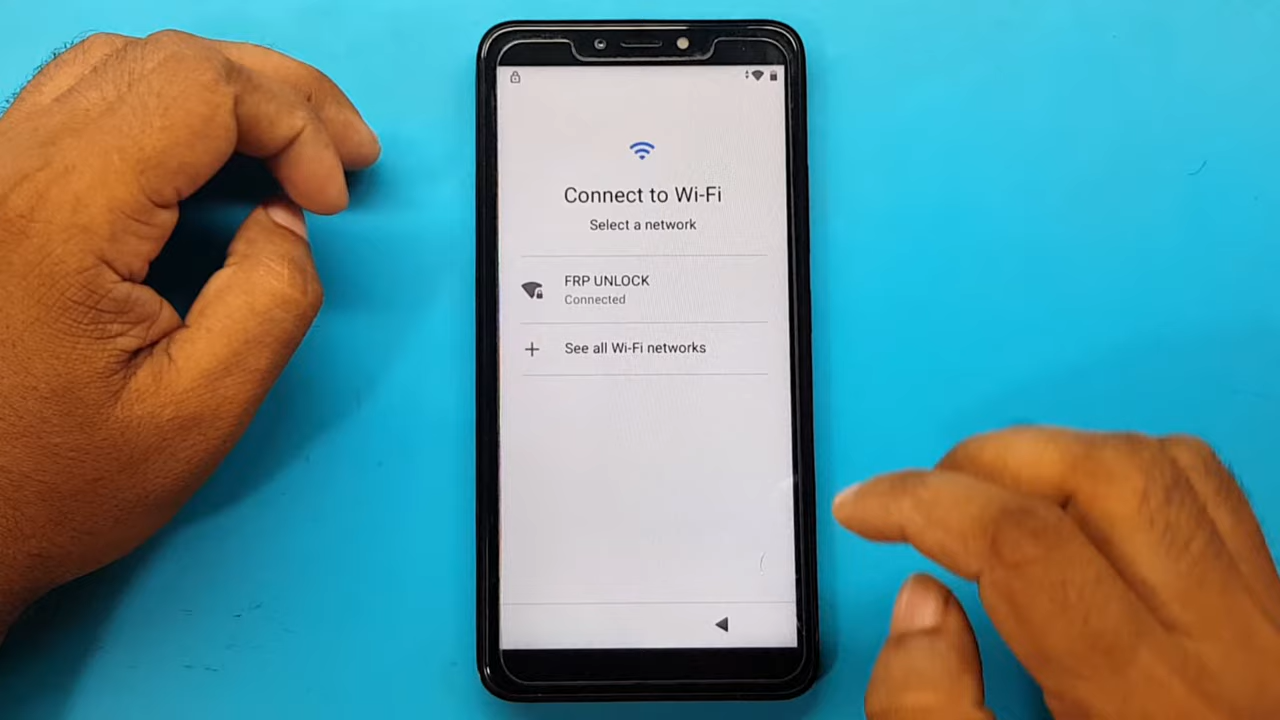 Connect to Wi-Fi
Select a network
FRP UNLOCK
Connected
See all Wi-Fi networks